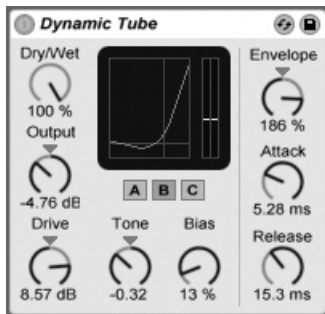 Dynamic Tube
Dry/Wet
100 %
Output
-4.76 dB
A B C
Drive
8.57 dB
Tone
-0.32
Bias
13 %
Envelope
186 %
Attack
5.28 ms
Release
15.3 ms